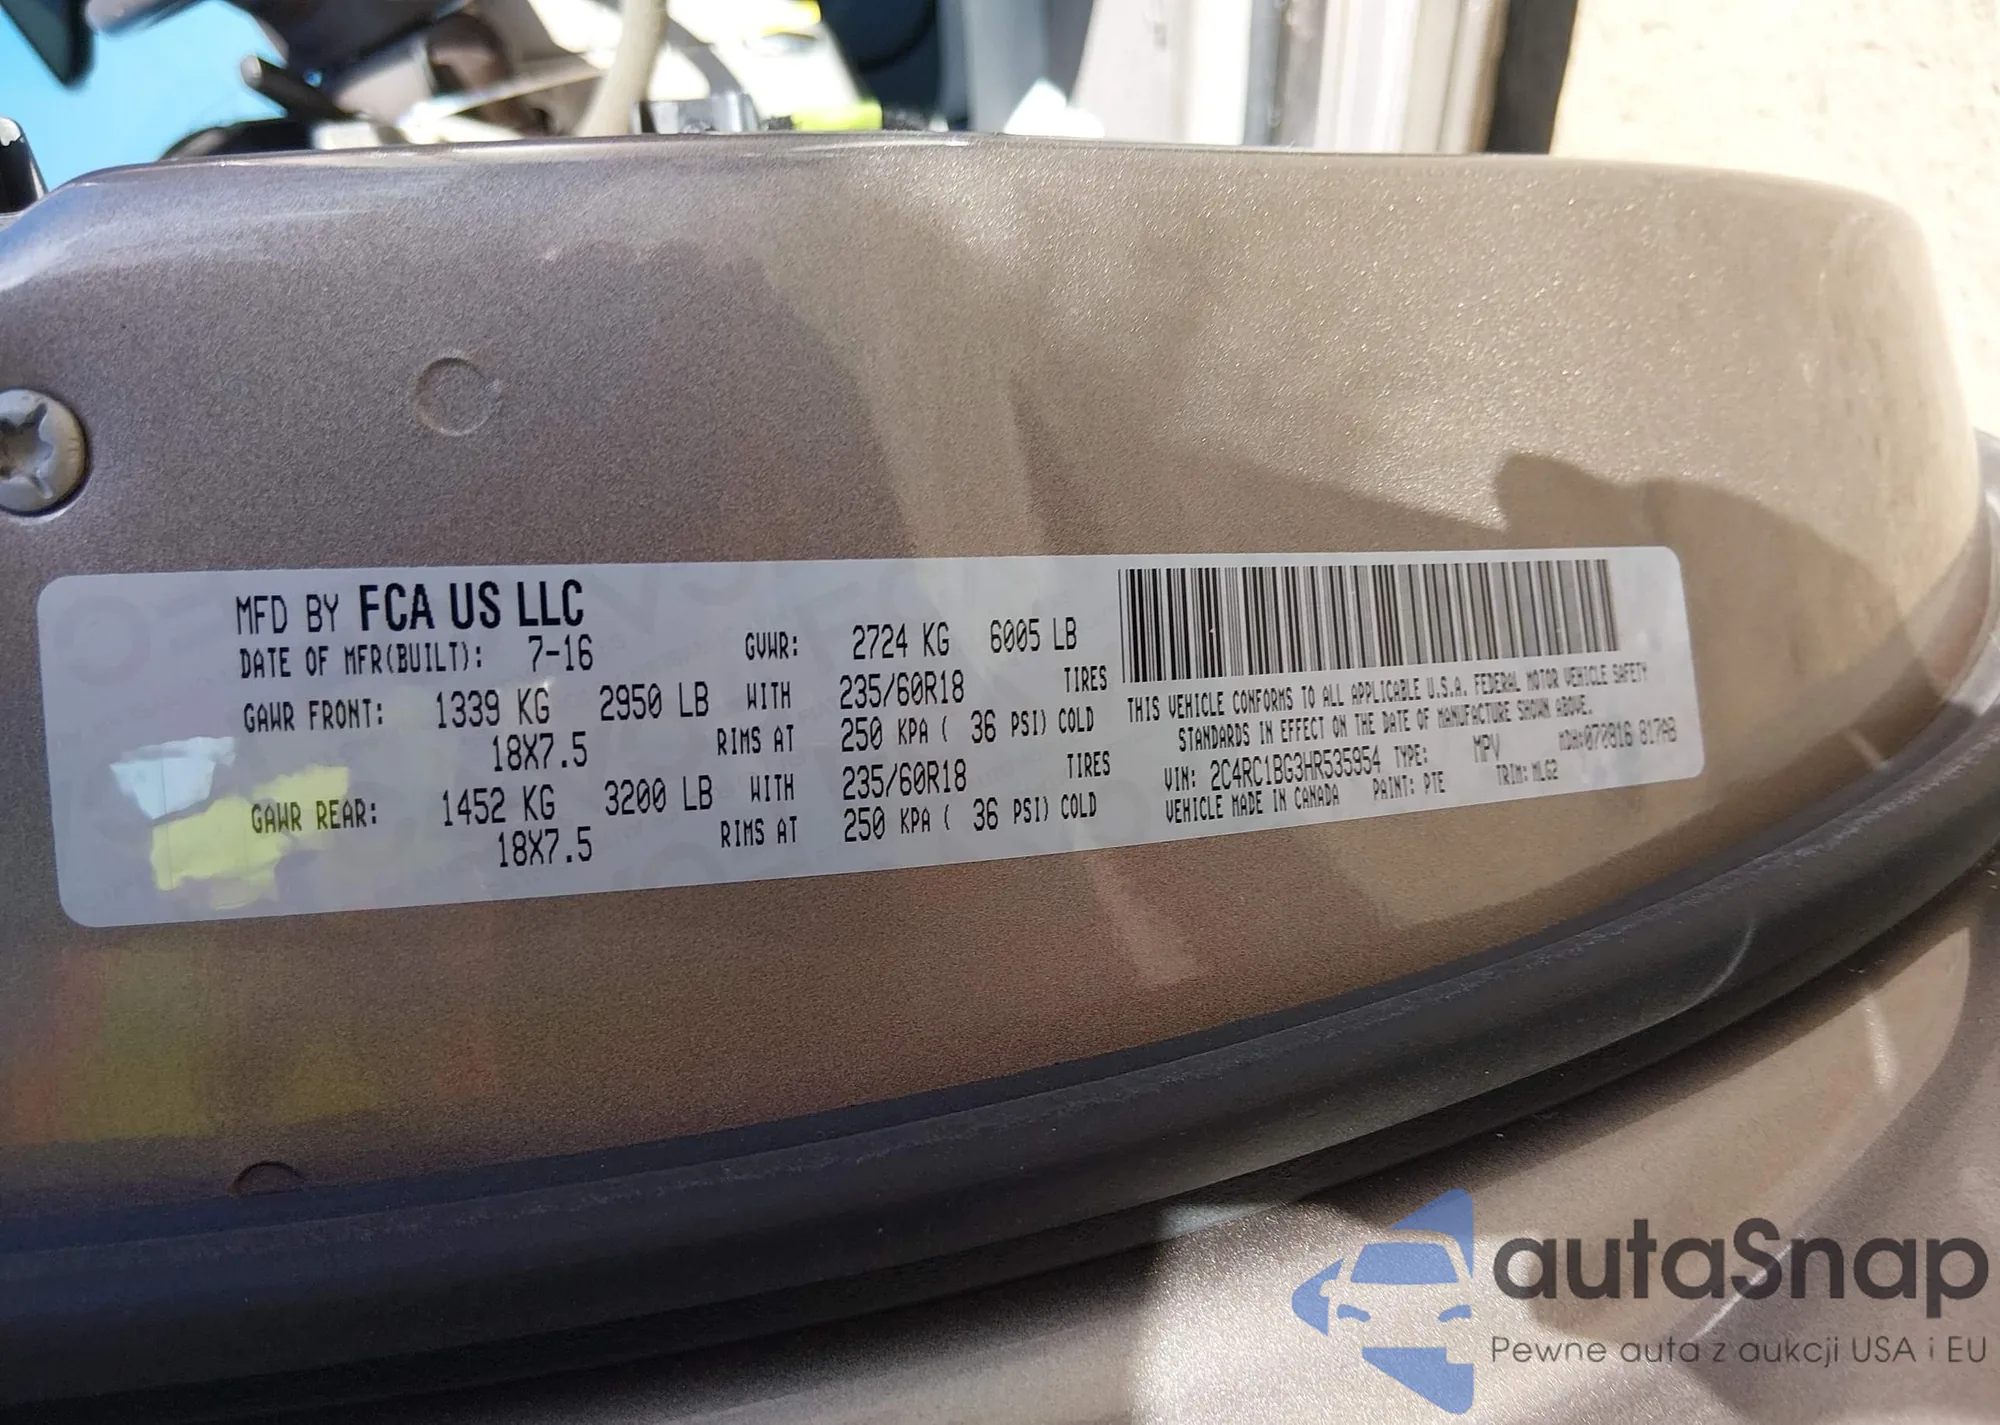 MFD BY FCA US LLC
DATE OF MFR(BUILT): 7-16 GVWR: 2724 KG 6005 LB
GAWR FRONT: 1339 KG 2950 LB WITH 235/60R18 TIRES
18X7.5 RIMS AT 250 KPA ( 36 PSI) COLD
GAWR REAR: 1452 KG 3200 LB WITH 235/60R18 TIRES
18X7.5 RIMS AT 250 KPA ( 36 PSI) COLD
THIS VEHICLE CONFORMS TO ALL APPLICABLE U.S.A. FEDERAL MOTOR VEHICLE SAFETY
STANDARDS IN EFFECT ON THE DATE OF MANUFACTURE SHOWN ABOVE.
VIN: 2C4RC1BG3HR535954 TYPE: MPV
VEHICLE MADE IN CANADA PAINT: PTE TRIM: MLG2
autaSnap
Pewne auta z aukcji USA i EU